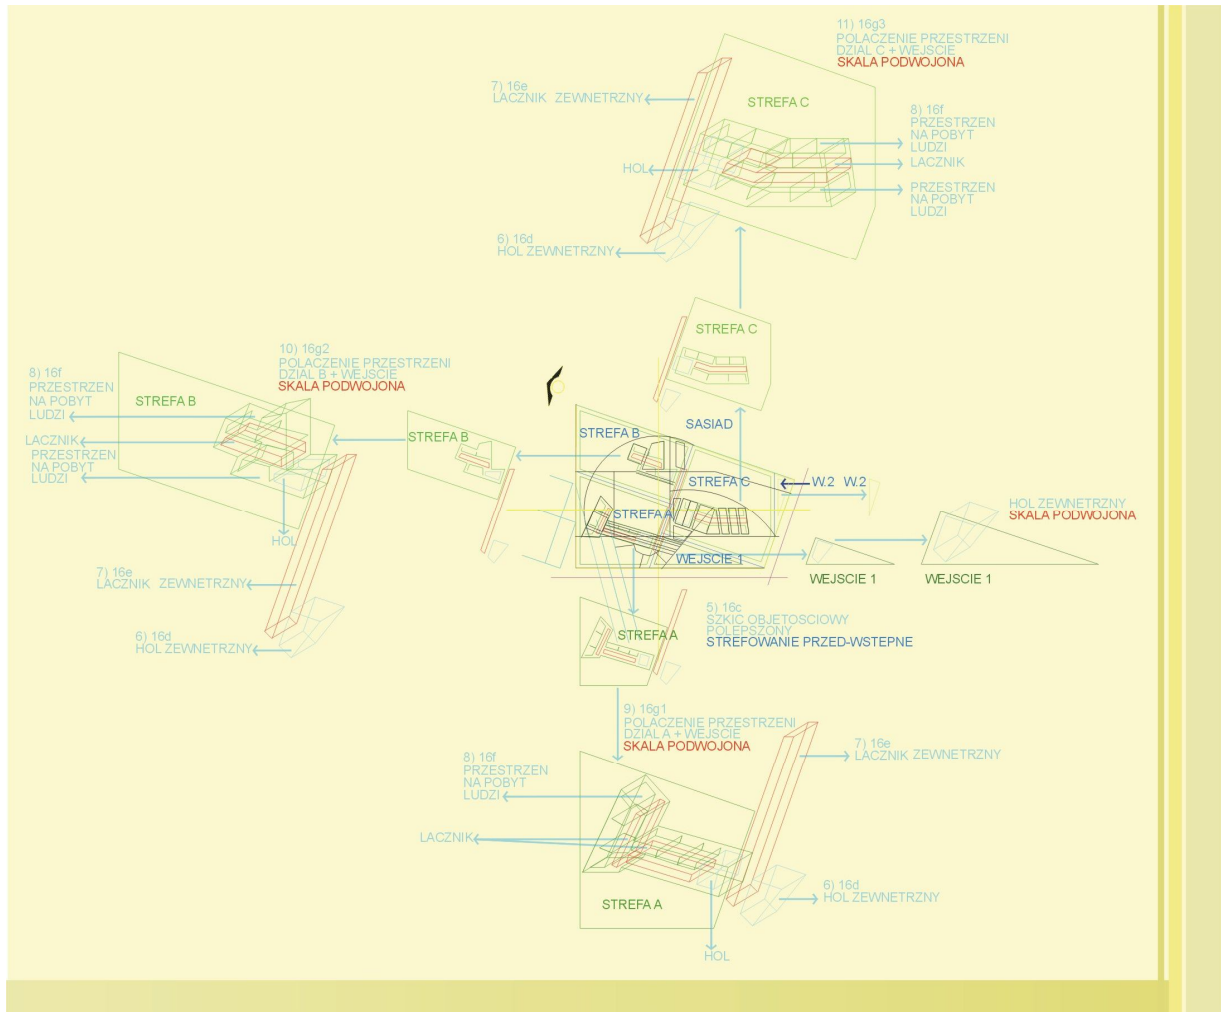 11) 16g3
POLACZENIE PRZESTRZENI
DZIAL C + WEJSCIE
SKALA PODWOJONA
7) 16e
LACZNIK ZEWNETRZNY
STREFA C
8) 16f
PRZESTRZEN
NA POBYT
LUDZI
LACZNIK
HOL
PRZESTRZEN
NA POBYT
LUDZI
6) 16d
HOL ZEWNETRZNY
STREFA C
10) 16g2
POLACZENIE PRZESTRZENI
DZIAL B + WEJSCIE
SKALA PODWOJONA
8) 16f
PRZESTRZEN
NA POBYT
LUDZI
STREFA B
LACZNIK
PRZESTRZEN
NA POBYT
LUDZI
HOL
7) 16e
LACZNIK ZEWNETRZNY
6) 16d
HOL ZEWNETRZNY
STREFA B
SASIAD
STREFA B
STREFA C
W.2 W.2
STREFA A
WEJSCIE 1
HOL ZEWNETRZNY
SKALA PODWOJONA
WEJSCIE 1
WEJSCIE 1
5) 16c
SZKIC OBJETOSCIOWY
POLEPSZONY
STREFOWANIE PRZED-WSTEPNE
STREFA A
9) 16g1
POLACZENIE PRZESTRZENI
DZIAL A + WEJSCIE
SKALA PODWOJONA
7) 16e
LACZNIK ZEWNETRZNY
8) 16f
PRZESTRZEN
NA POBYT
LUDZI
LACZNIK
6) 16d
HOL ZEWNETRZNY
STREFA A
HOL